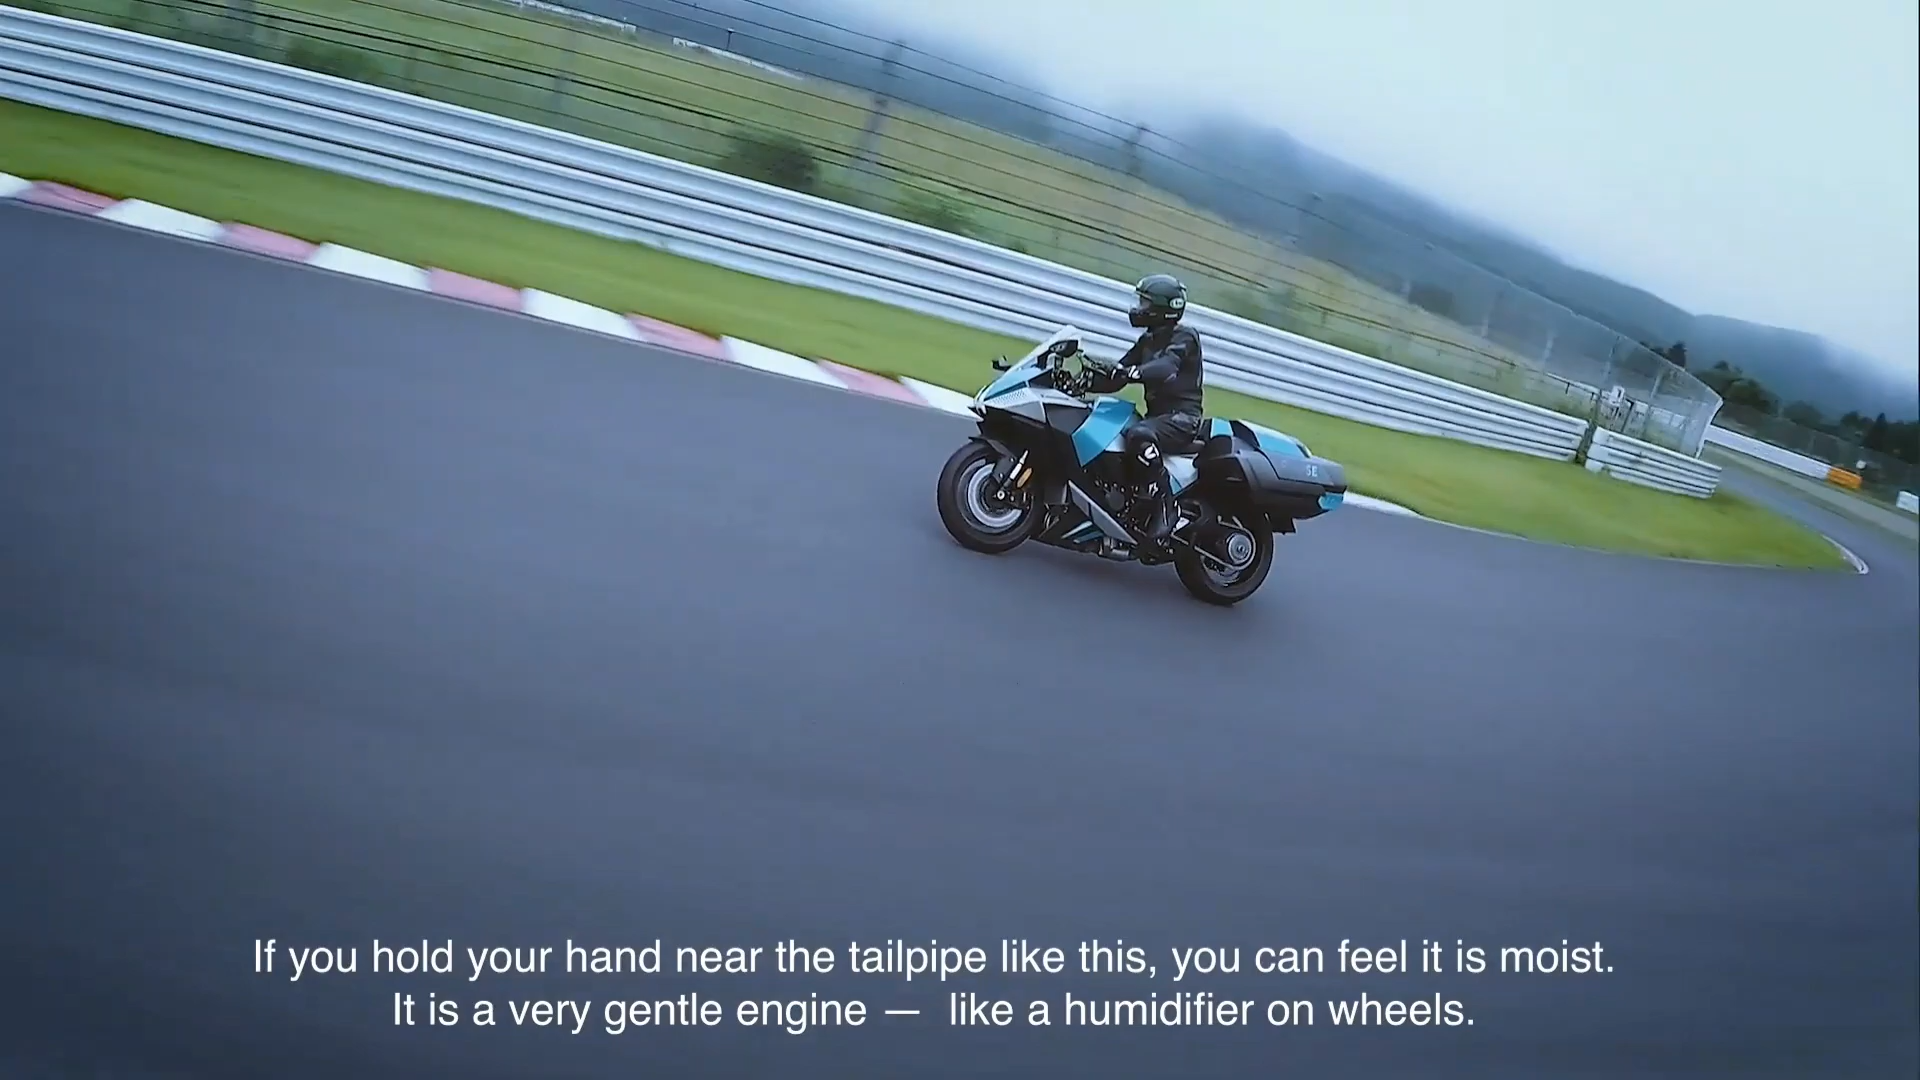 SE
If you hold your hand near the tailpipe like this, you can feel it is moist.
It is a very gentle engine — like a humidifier on wheels.